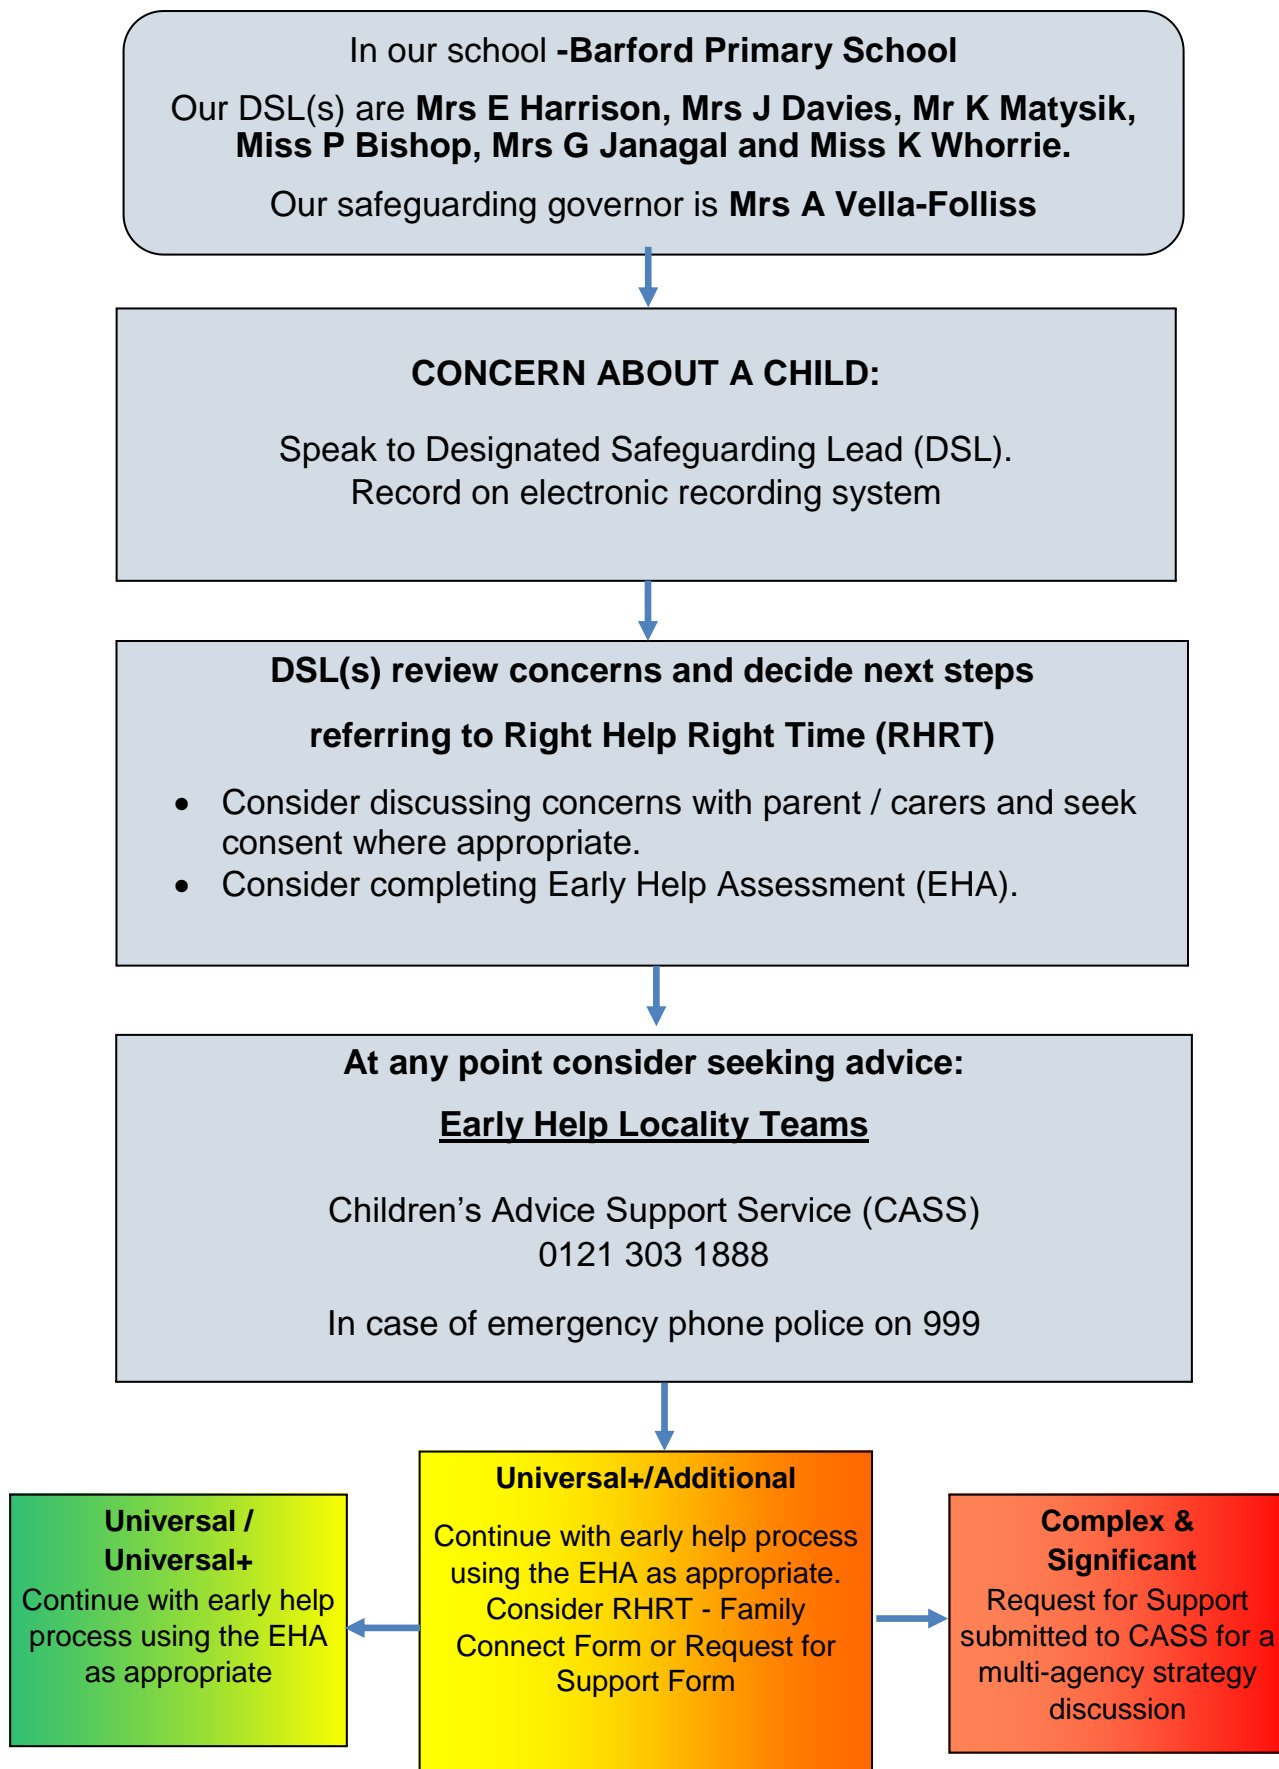 In our school -Barford Primary School
Our DSL(s) are Mrs E Harrison, Mrs J Davies, Mr K Matysik,
Miss P Bishop, Mrs G Janagal and Miss K Whorrie.
Our safeguarding governor is Mrs A Vella-Folliss
CONCERN ABOUT A CHILD:
Speak to Designated Safeguarding Lead (DSL).
Record on electronic recording system
DSL(s) review concerns and decide next steps
referring to Right Help Right Time (RHRT)
• Consider discussing concerns with parent / carers and seek
consent where appropriate.
• Consider completing Early Help Assessment (EHA).
At any point consider seeking advice:
Early Help Locality Teams
Children’s Advice Support Service (CASS)
0121 303 1888
In case of emergency phone police on 999
Universal /
Universal+
Continue with early help
process using the EHA
as appropriate
Universal+/Additional
Continue with early help process
using the EHA as appropriate.
Consider RHRT - Family
Connect Form or Request for
Support Form
Complex &
Significant
Request for Support
submitted to CASS for a
multi-agency strategy
discussion